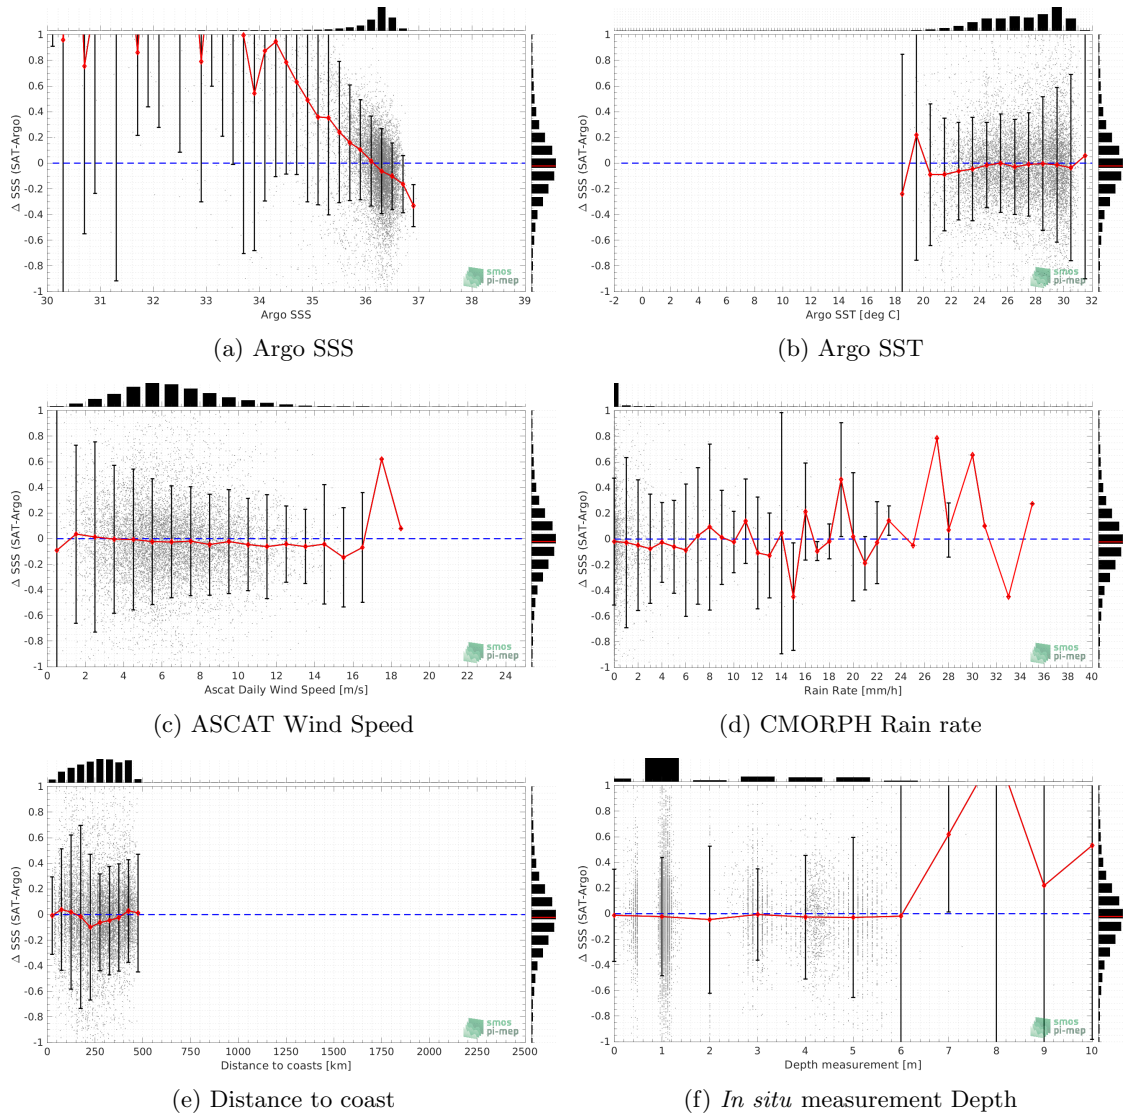 1
0.8
0.6
0.4
0.2
0
-0.2
-0.4
-0.6
-0.8
-1
Δ SSS (SAT-Argo)
30 31 32 33 34 35 36 37 38 39
Argo SSS
smos
pi-mep
(a) Argo SSS
1
0.8
0.6
0.4
0.2
0
-0.2
-0.4
-0.6
-0.8
-1
Δ SSS (SAT-Argo)
-2 0 2 4 6 8 10 12 14 16 18 20 22 24 26 28 30 32
Argo SST [deg C]
smos
pi-mep
(b) Argo SST
1
0.8
0.6
0.4
0.2
0
-0.2
-0.4
-0.6
-0.8
-1
Δ SSS (SAT-Argo)
0 2 4 6 8 10 12 14 16 18 20 22 24
Ascat Daily Wind Speed [m/s]
smos
pi-mep
(c) ASCAT Wind Speed
1
0.8
0.6
0.4
0.2
0
-0.2
-0.4
-0.6
-0.8
-1
Δ SSS (SAT-Argo)
0 2 4 6 8 10 12 14 16 18 20 22 24 26 28 30 32 34 36 38 40
Rain Rate [mm/h]
smos
pi-mep
(d) CMORPH Rain rate
1
0.8
0.6
0.4
0.2
0
-0.2
-0.4
-0.6
-0.8
-1
Δ SSS (SAT-Argo)
0 250 500 750 1000 1250 1500 1750 2000 2250 2500
Distance to coasts [km]
smos
pi-mep
(e) Distance to coast
1
0.8
0.6
0.4
0.2
0
-0.2
-0.4
-0.6
-0.8
-1
Δ SSS (SAT-Argo)
0 1 2 3 4 5 6 7 8 9 10
Depth measurement [m]
smos
pi-mep
(f) In situ measurement Depth